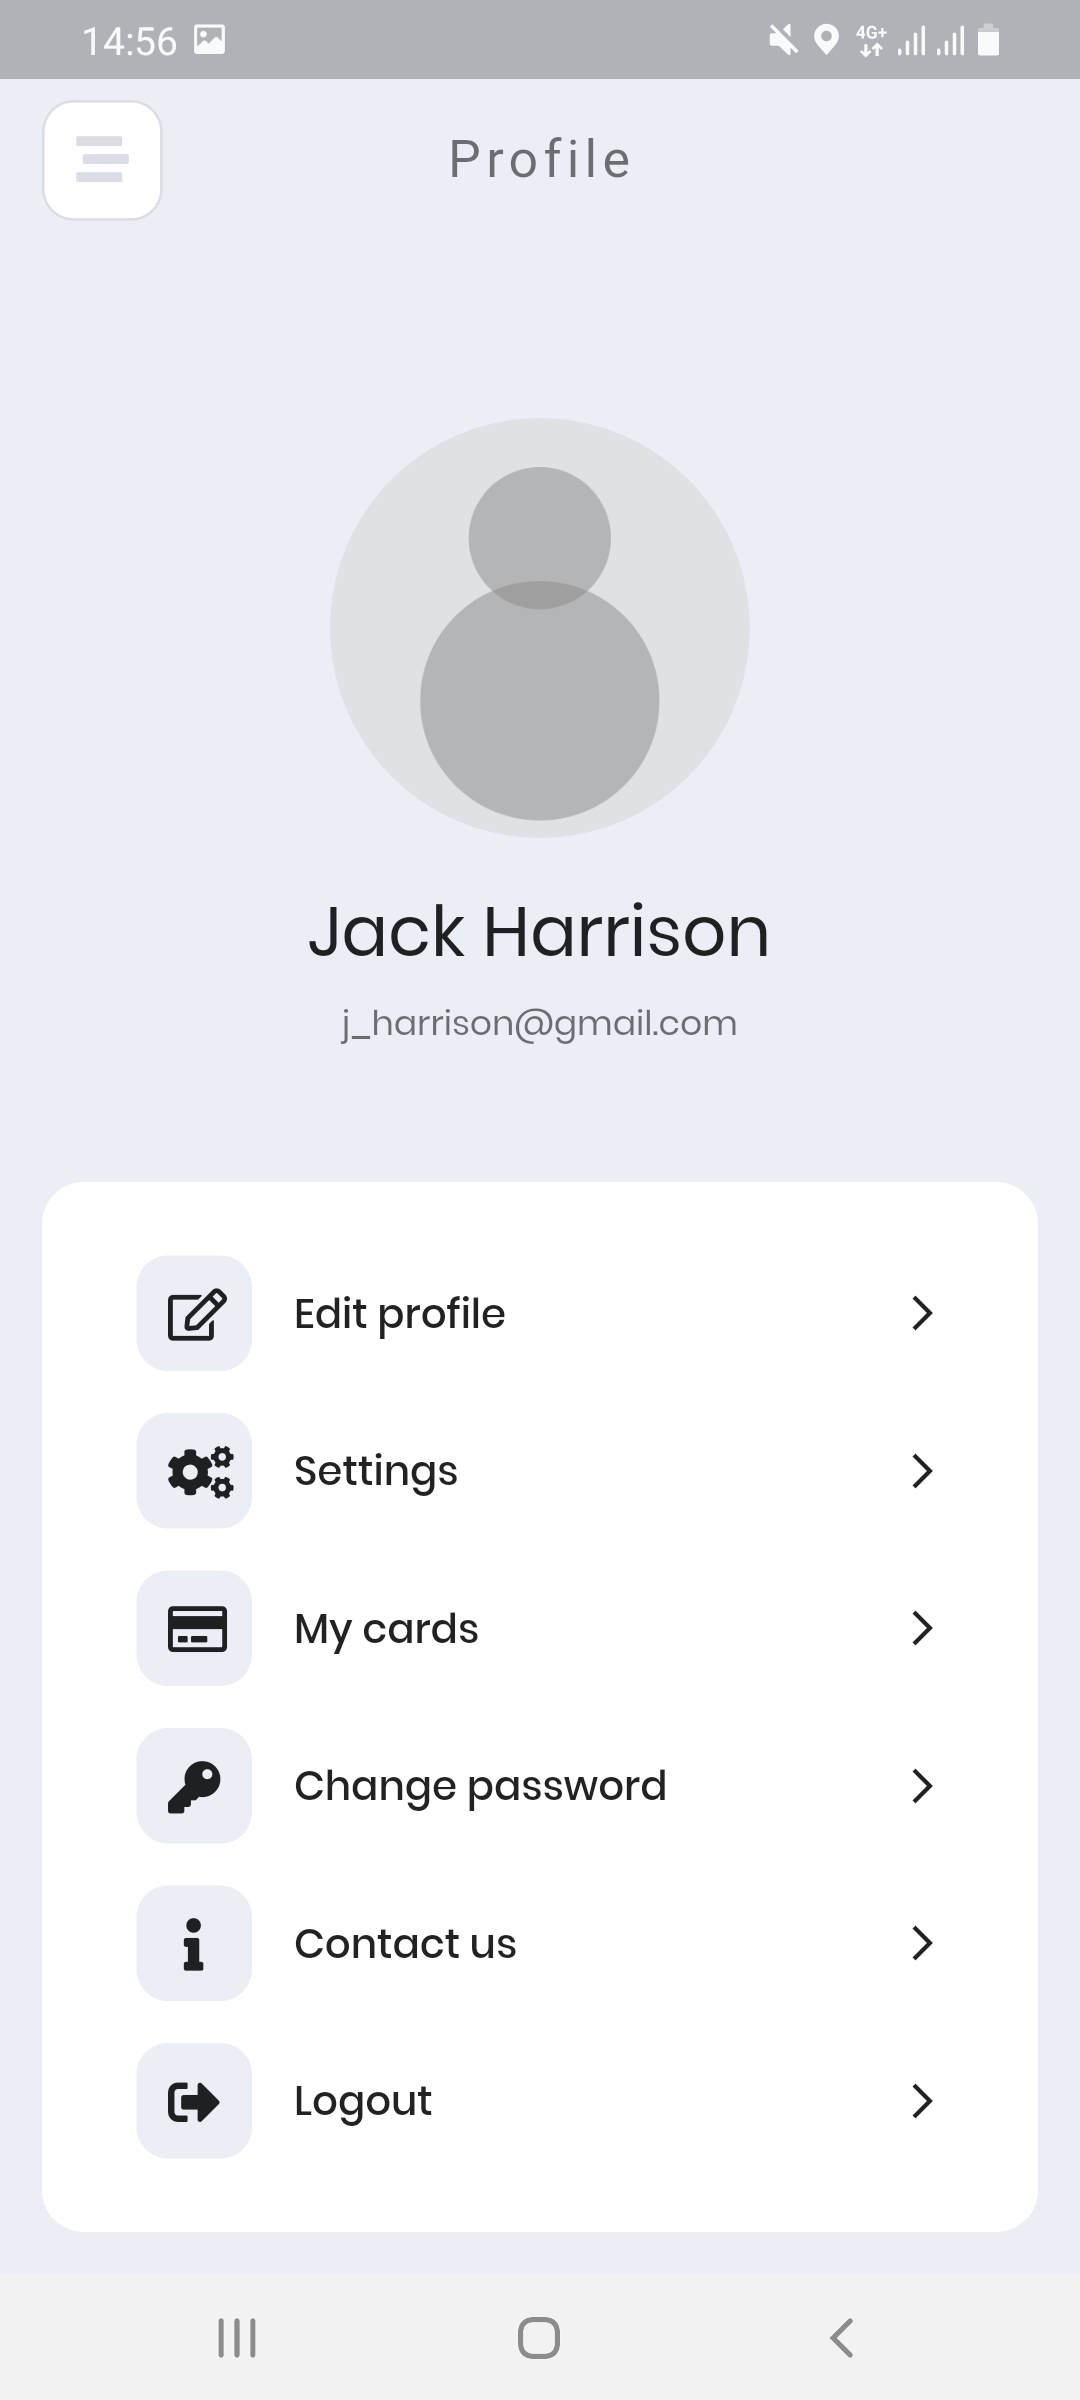 14:56
4G+
Profile
Jack Harrison
j_harrison@gmail.com
Edit profile
Settings
My cards
Change password
Contact us
Logout